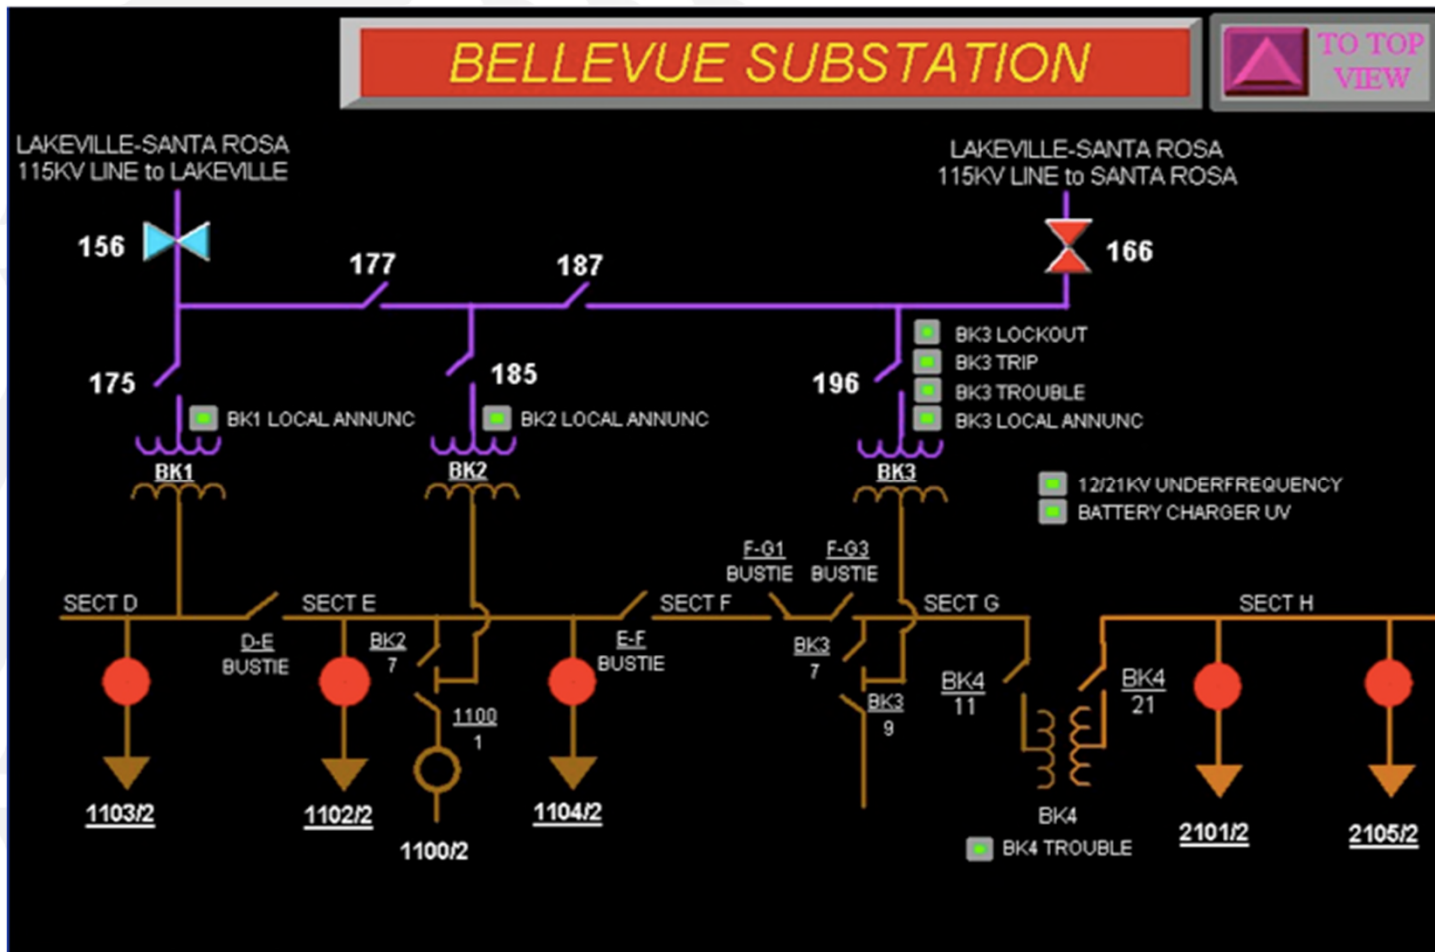 BELLEVUE SUBSTATION
TO TOP
VIEW
LAKEVILLE-SANTA ROSA
115KV LINE to LAKEVILLE
LAKEVILLE-SANTA ROSA
115KV LINE to SANTA ROSA
156
177
187
166
175
185
196
BK3 LOCKOUT
BK3 TRIP
BK3 TROUBLE
BK3 LOCAL ANNUNC
BK1 LOCAL ANNUNC
BK2 LOCAL ANNUNC
BK1
BK2
BK3
12/21KV UNDERFREQUENCY
BATTERY CHARGER UV
F-G1
BUSTIE
F-G3
BUSTIE
SECT D
SECT E
SECT F
SECT G
SECT H
D-E
BUSTIE
BK2
7
E-F
BUSTIE
BK3
7
BK4
11
BK4
21
1100
1
BK3
9
1103/2
1102/2
1100/2
1104/2
BK4
BK4 TROUBLE
2101/2
2105/2